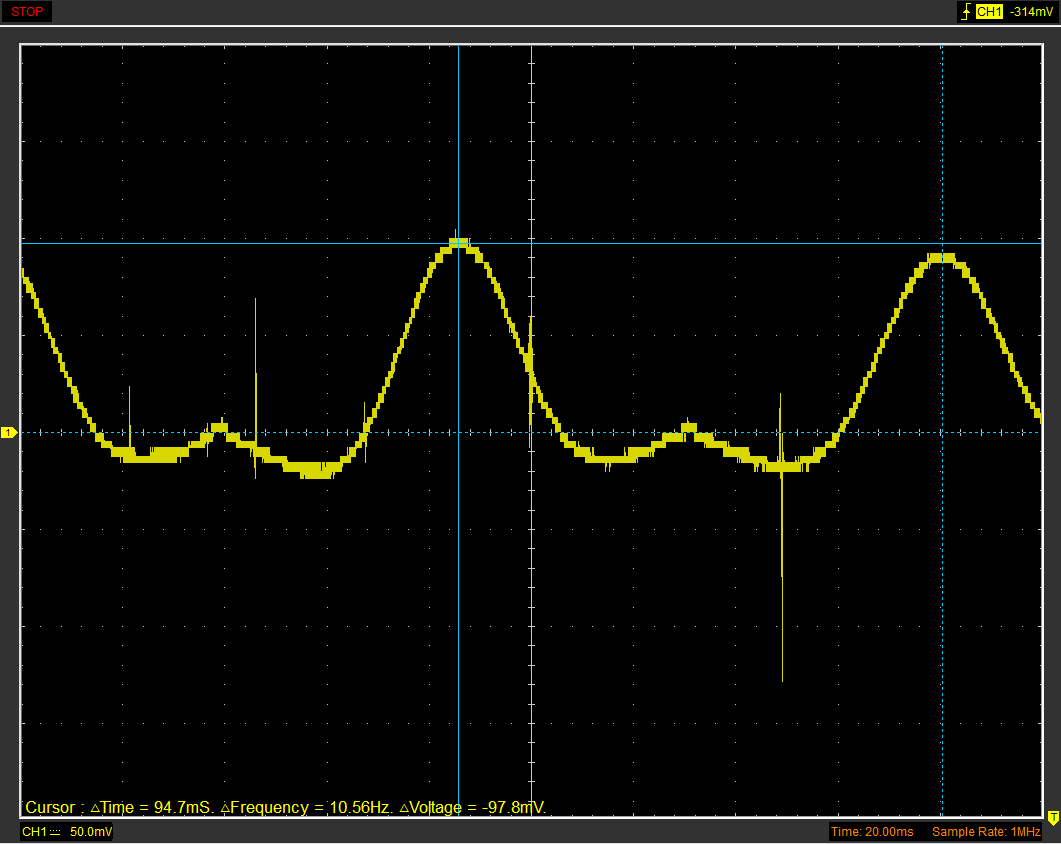 STOP
CH1 -314mV
1
Cursor : △Time = 94.7mS. △Frequency = 10.56Hz. △Voltage = -97.8mV.
T
CH1 50.0mV Time: 20.00ms Sample Rate: 1MHz